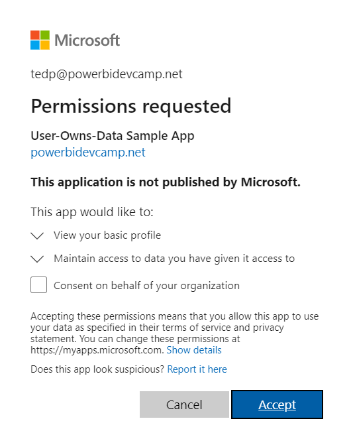 Microsoft
tedp@powerbidevcamp.net
Permissions requested
User-Owns-Data Sample App
powerbidevcamp.net
This application is not published by Microsoft.
This app would like to:
View your basic profile
Maintain access to data you have given it access to
Consent on behalf of your organization
Accepting these permissions means that you allow this app to use
your data as specified in their terms of service and privacy
statement. You can change these permissions at
https://myapps.microsoft.com. Show details
Does this app look suspicious? Report it here
Cancel
Accept